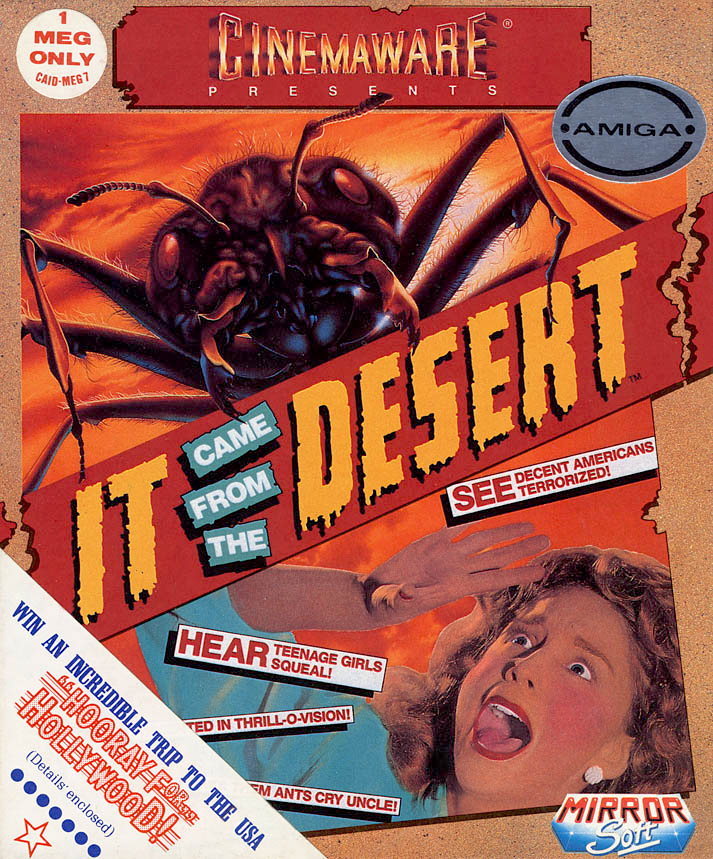 1
MEG
ONLY
CAID-MEG 7
CINEMAWARE®
PRESENTS
AMIGA
IT CAME FROM THE DESERT™
SEE DECENT AMERICANS
TERRORIZED!
HEAR TEENAGE GIRLS
SQUEAL!
TED IN THRILL-O-VISION!
EM ANTS CRY UNCLE!
WIN AN INCREDIBLE TRIP TO THE USA
"HOORAY FOR
HOLLYWOOD!
(Details enclosed)
MIRROR
Soft